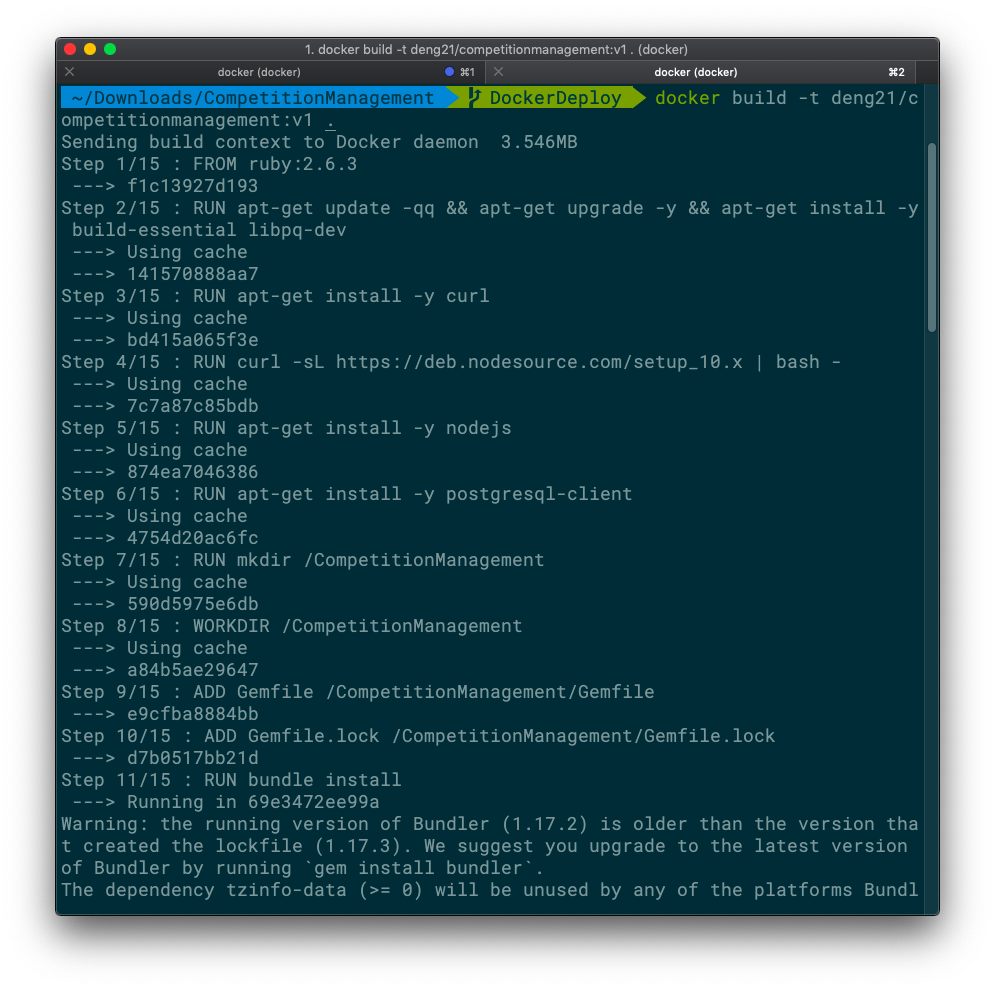 1. docker build -t deng21/competitionmanagement:v1 . (docker)
docker (docker) ⌘1 docker (docker) ⌘2
~/Downloads/CompetitionManagement DockerDeploy docker build -t deng21/c
ompetitionmanagement:v1 .
Sending build context to Docker daemon  3.546MB
Step 1/15 : FROM ruby:2.6.3
 ---> f1c13927d193
Step 2/15 : RUN apt-get update -qq && apt-get upgrade -y && apt-get install -y
 build-essential libpq-dev
 ---> Using cache
 ---> 141570888aa7
Step 3/15 : RUN apt-get install -y curl
 ---> Using cache
 ---> bd415a065f3e
Step 4/15 : RUN curl -sL https://deb.nodesource.com/setup_10.x | bash -
 ---> Using cache
 ---> 7c7a87c85bdb
Step 5/15 : RUN apt-get install -y nodejs
 ---> Using cache
 ---> 874ea7046386
Step 6/15 : RUN apt-get install -y postgresql-client
 ---> Using cache
 ---> 4754d20ac6fc
Step 7/15 : RUN mkdir /CompetitionManagement
 ---> Using cache
 ---> 590d5975e6db
Step 8/15 : WORKDIR /CompetitionManagement
 ---> Using cache
 ---> a84b5ae29647
Step 9/15 : ADD Gemfile /CompetitionManagement/Gemfile
 ---> e9cfba8884bb
Step 10/15 : ADD Gemfile.lock /CompetitionManagement/Gemfile.lock
 ---> d7b0517bb21d
Step 11/15 : RUN bundle install
 ---> Running in 69e3472ee99a
Warning: the running version of Bundler (1.17.2) is older than the version tha
t created the lockfile (1.17.3). We suggest you upgrade to the latest version
of Bundler by running `gem install bundler`.
The dependency tzinfo-data (>= 0) will be unused by any of the platforms Bundl